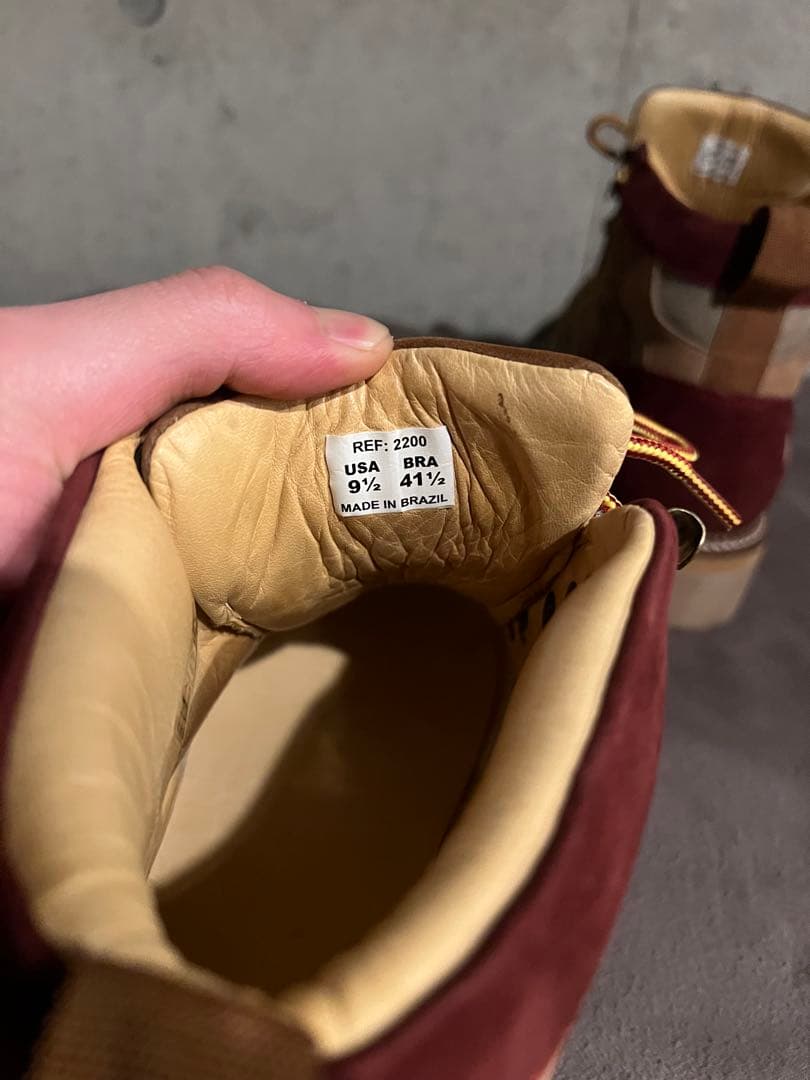 REF: 2200
USA BRA
9½ 41½
MADE IN BRAZIL